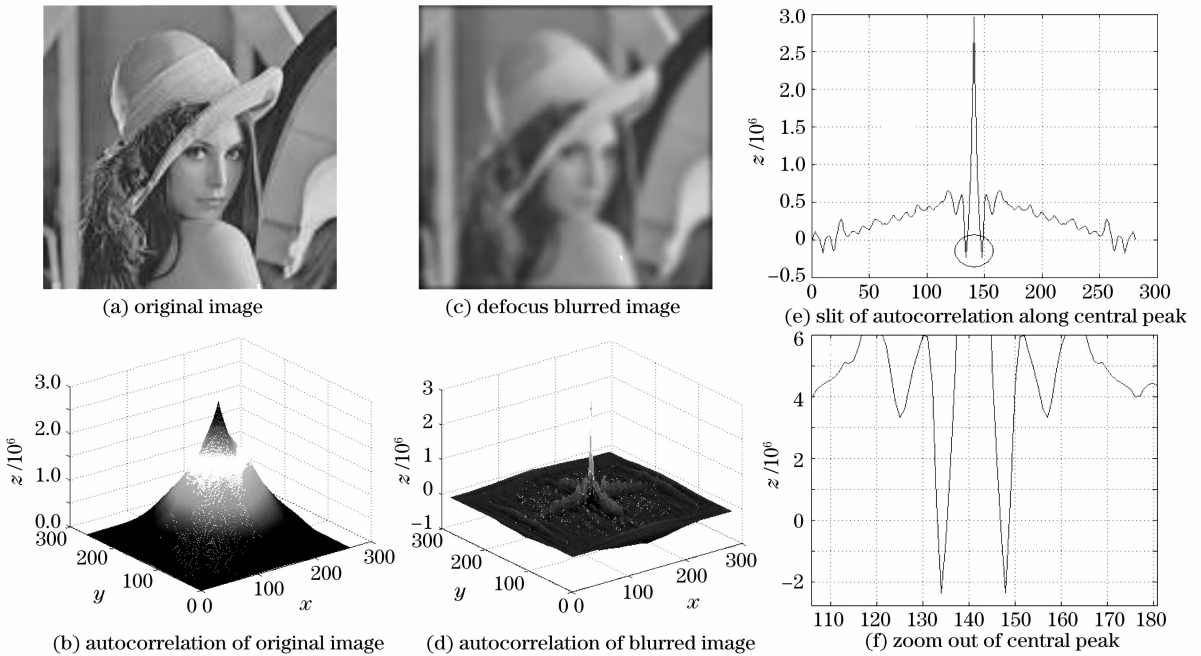 (a) original image
(c) defocus blurred image
3.0
2.5
2.0
1.5
1.0
0.5
0
−0.5
z /10⁶
0 50 100 150 200 250 300
(e) slit of autocorrelation along central peak
3.0
2.0
1.0
0.0
z /10⁶
300
200
100
0
y
0
100
200
300
x
(b) autocorrelation of original image
3
2
1
0
−1
z /10⁶
300
200
100
0
y
0
100
200
300
x
(d) autocorrelation of blurred image
6
4
2
0
−2
z /10⁶
110 120 130 140 150 160 170 180
(f) zoom out of central peak